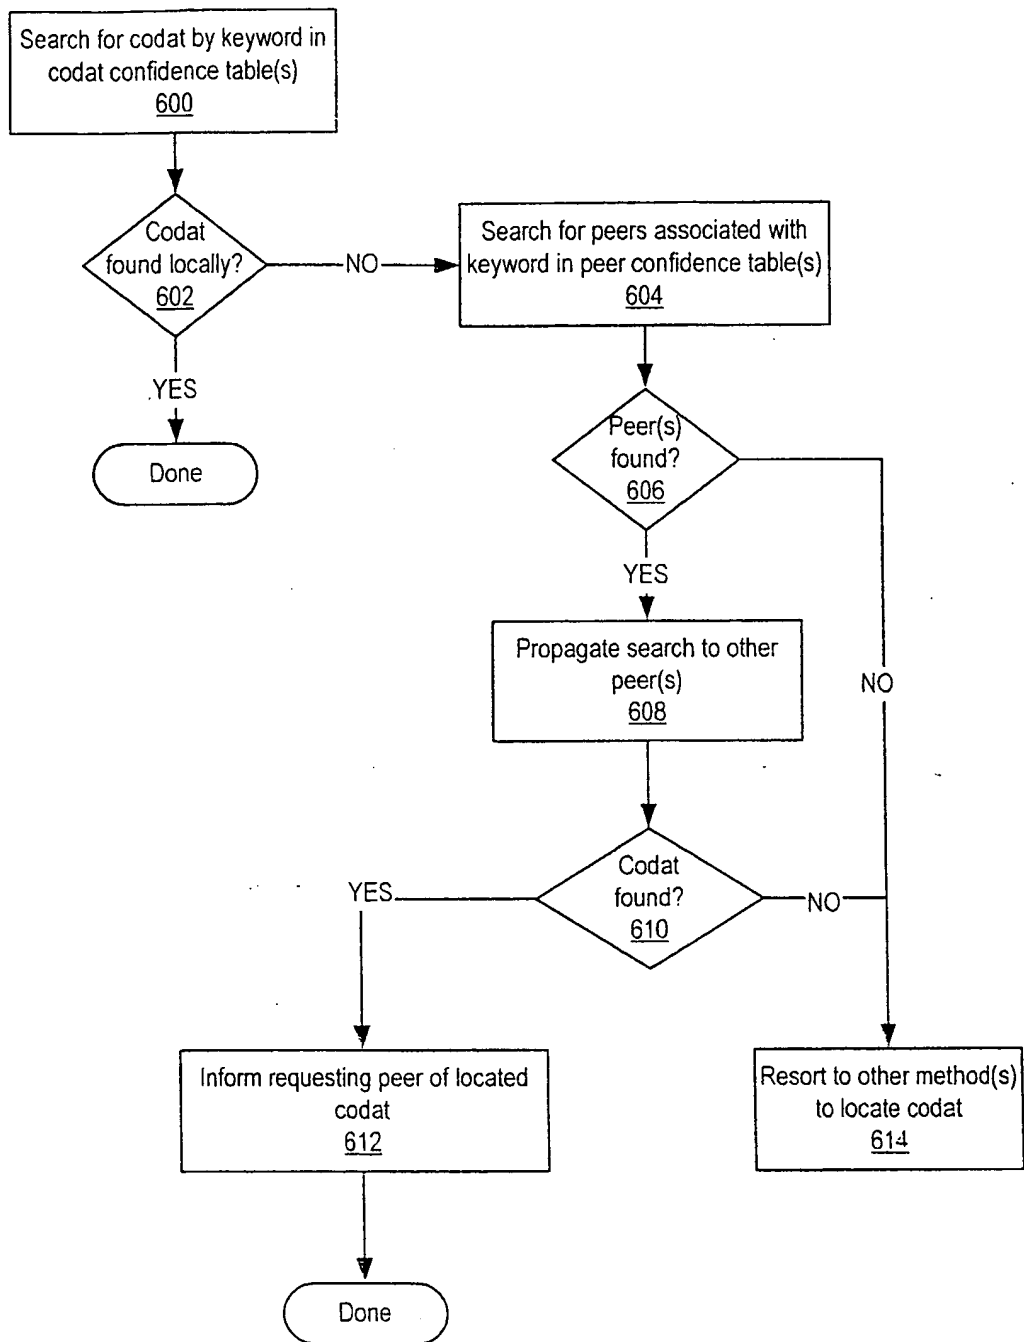 Search for codat by keyword in
codat confidence table(s)
600
Codat
found locally?
602
NO
Search for peers associated with
keyword in peer confidence table(s)
604
YES
Done
Peer(s)
found?
606
YES
NO
Propagate search to other
peer(s)
608
Codat
found?
610
YES
NO
Inform requesting peer of located
codat
612
Resort to other method(s)
to locate codat
614
Done